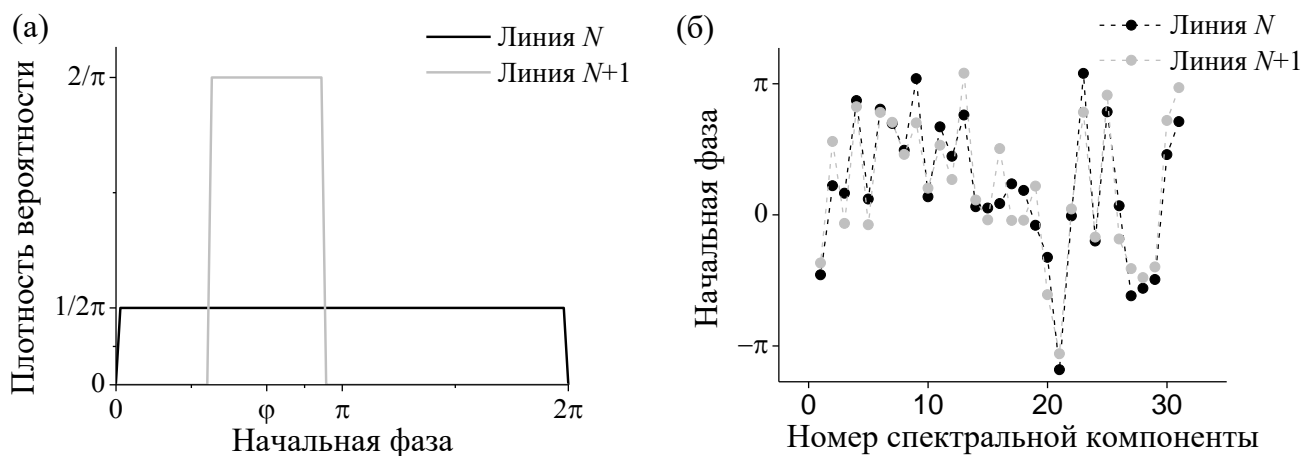 (а)
Линия N
Линия N+1
Плотность вероятности
2/π
1/2π
0
0
φ
π
2π
Начальная фаза
(б)
Линия N
Линия N+1
Начальная фаза
π
0
−π
0
10
20
30
Номер спектральной компоненты